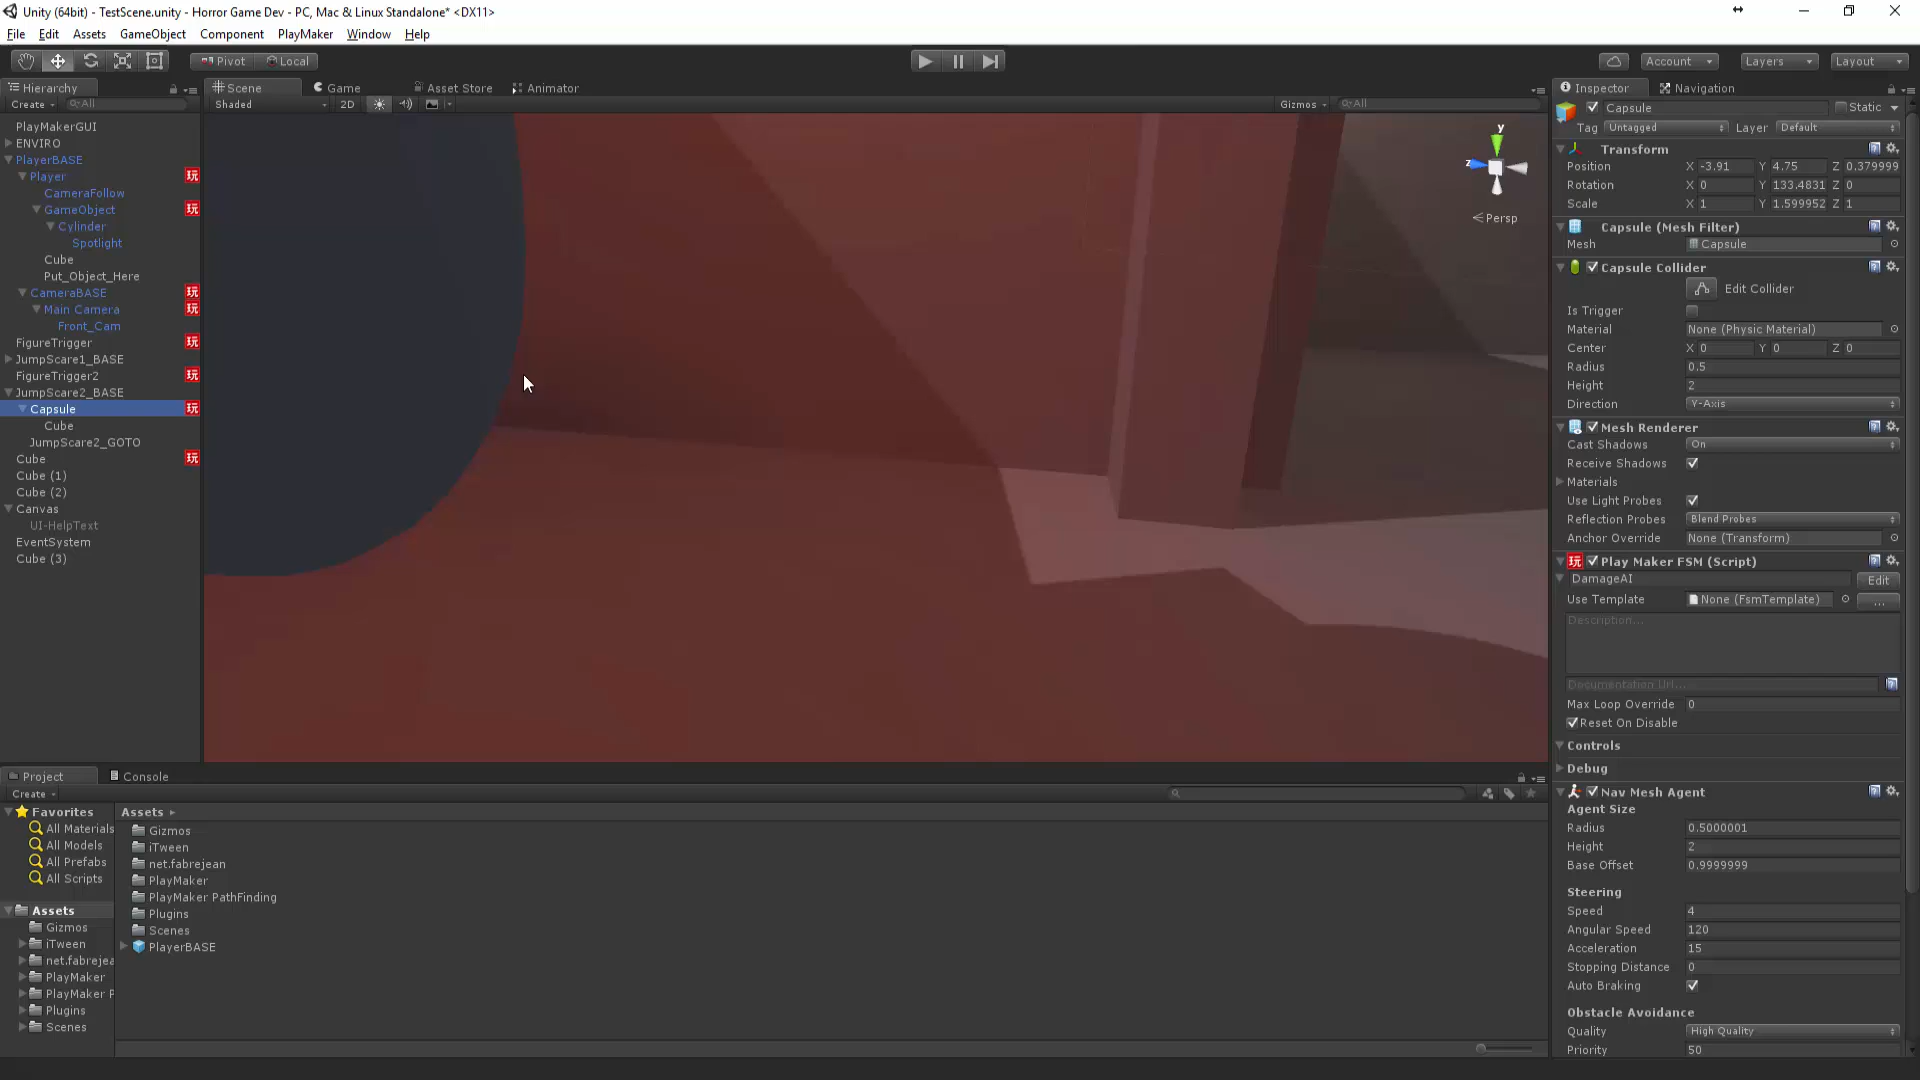 Unity (64bit) - TestScene.unity - Horror Game Dev - PC, Mac & Linux Standalone* <DX11>
File Edit Assets GameObject Component PlayMaker Window Help
Pivot Local Account Layers Layout
Hierarchy Scene Game Asset Store Animator Inspector Navigation
Create All Shaded 2D Gizmos All
Capsule Static
Tag Untagged Layer Default
PlayMakerGUI
ENVIRO
PlayerBASE
Player 玩
CameraFollow
GameObject 玩
Cylinder
Spotlight
Cube
Put_Object_Here
CameraBASE 玩
Main Camera 玩
Front_Cam
FigureTrigger 玩
JumpScare1_BASE
FigureTrigger2 玩
JumpScare2_BASE
Capsule 玩
Cube
JumpScare2_GOTO
Cube 玩
Cube (1)
Cube (2)
Canvas
UI-HelpText
EventSystem
Cube (3)
y
z
Persp
Transform
Position X -3.91 Y 4.75 Z 0.379999
Rotation X 0 Y 133.4831 Z 0
Scale X 1 Y 1.599952 Z 1
Capsule (Mesh Filter)
Mesh Capsule
Capsule Collider
Edit Collider
Is Trigger
Material None (Physic Material)
Center X 0 Y 0 Z 0
Radius 0.5
Height 2
Direction Y-Axis
Mesh Renderer
Cast Shadows On
Receive Shadows
Materials
Use Light Probes
Reflection Probes Blend Probes
Anchor Override None (Transform)
玩 Play Maker FSM (Script)
DamageAI Edit
Use Template None (FsmTemplate) ...
Description...
Documentation Url...
Max Loop Override 0
Reset On Disable
Controls
Debug
Nav Mesh Agent
Agent Size
Radius 0.5000001
Height 2
Base Offset 0.9999999
Steering
Speed 4
Angular Speed 120
Acceleration 15
Stopping Distance 0
Auto Braking
Obstacle Avoidance
Quality High Quality
Priority 50
Project Console
Create
Favorites
All Materials
All Models
All Prefabs
All Scripts
Assets
Gizmos
iTween
net.fabrejea
PlayMaker
PlayMaker P
Plugins
Scenes
Assets
Gizmos
iTween
net.fabrejean
PlayMaker
PlayMaker PathFinding
Plugins
Scenes
PlayerBASE